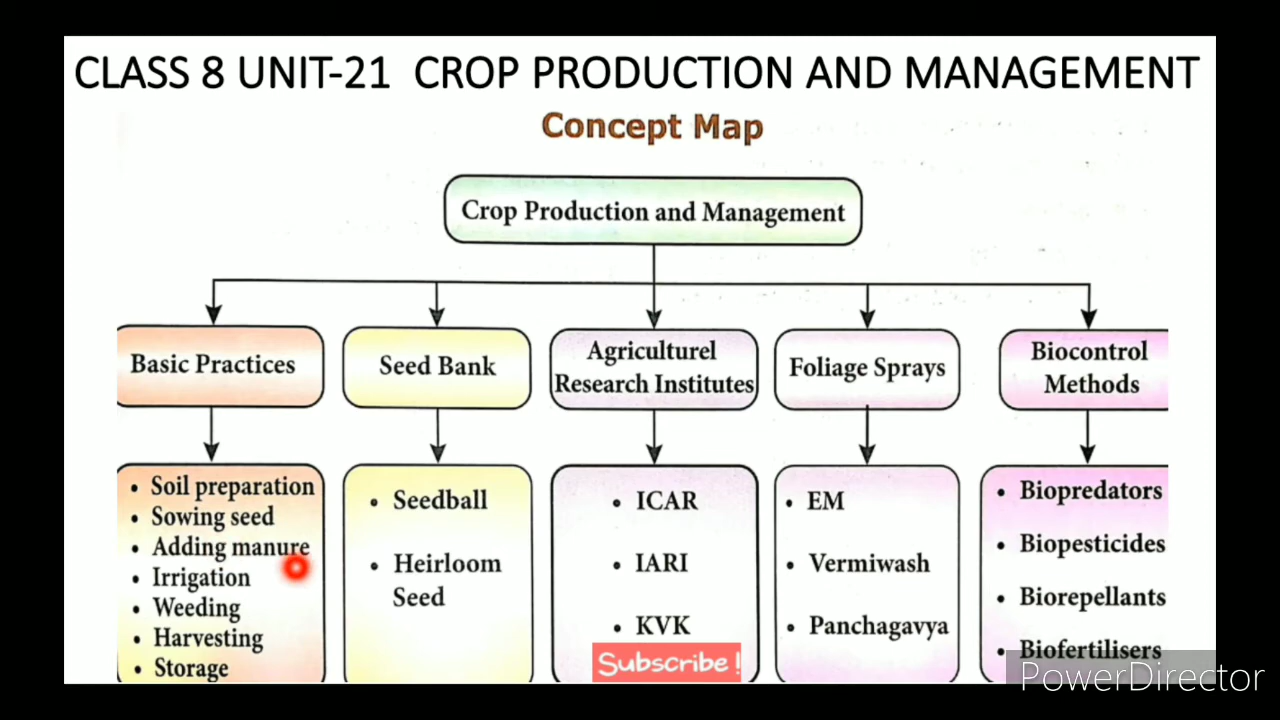 CLASS 8 UNIT-21 CROP PRODUCTION AND MANAGEMENT
Concept Map
Crop Production and Management
Basic Practices
Seed Bank
Agriculturel
Research Institutes
Foliage Sprays
Biocontrol
Methods
• Soil preparation
• Sowing seed
• Adding manure
• Irrigation
• Weeding
• Harvesting
• Storage
• Seedball
• Heirloom
Seed
• ICAR
• IARI
• KVK
• EM
• Vermiwash
• Panchagavya
• Biopredators
• Biopesticides
• Biorepellants
• Biofertilisers
Subscribe!
PowerDirector